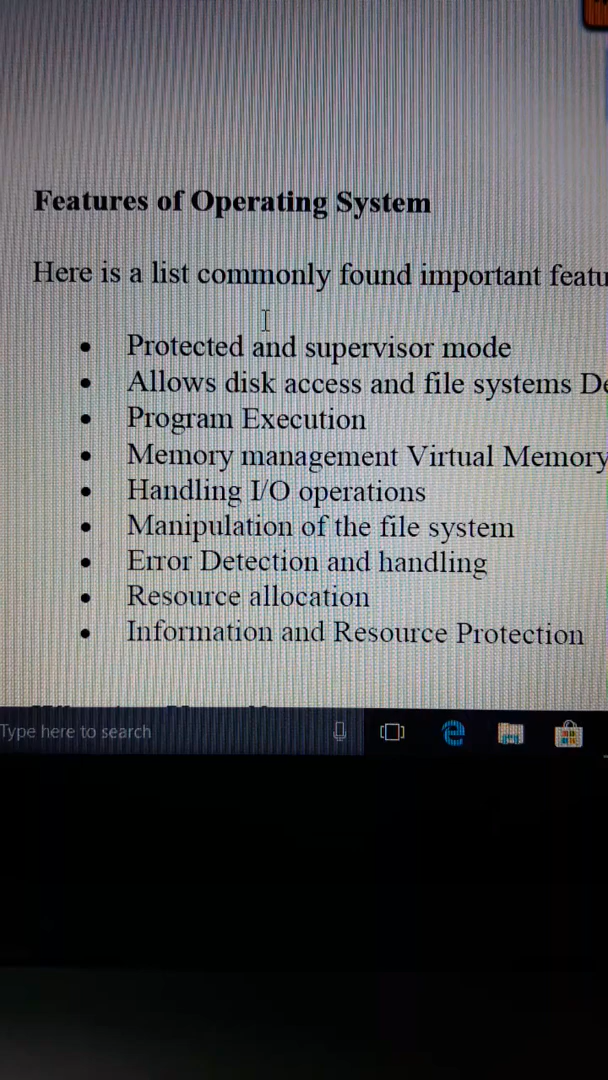 Features of Operating System
Here is a list commonly found important
Protected and supervisor mode
Allows disk access and file systems
Program Execution
Memory management Virtual Memory
Handling I/O operations
Manipulation of the file system
Error Detection and handling
Resource allocation
Information and Resource Protection
Type here to search